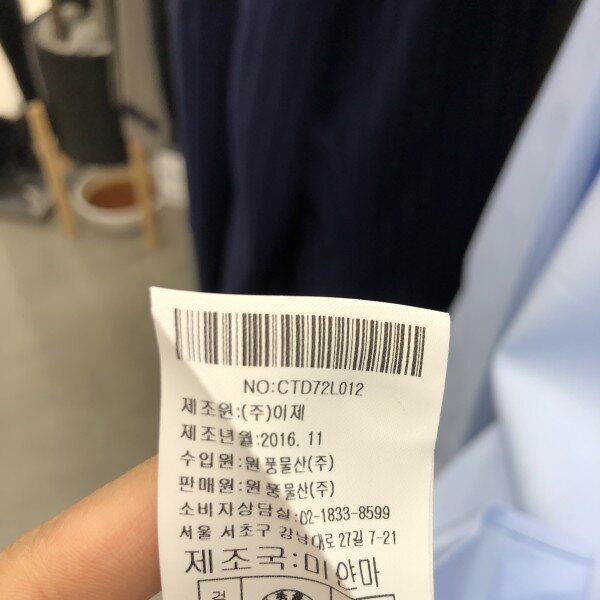 NO:CTD72L012
제조원:(주)이제
제조년월:2016. 11
수입원:원풍물산(주)
판매원:원풍물산(주)
소비자상담실:02-1833-8599
서울 서초구 강남대로 27길 7-21
제조국:미얀마